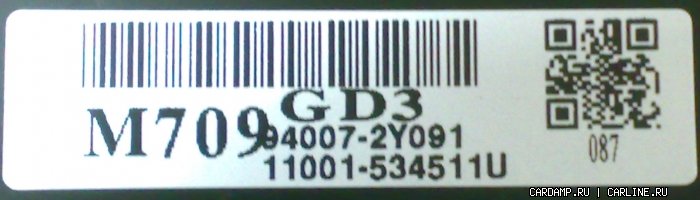 GD3
M709
94007-2Y091
11001-534511U
087
CARDAMP.RU | CARLINE.RU